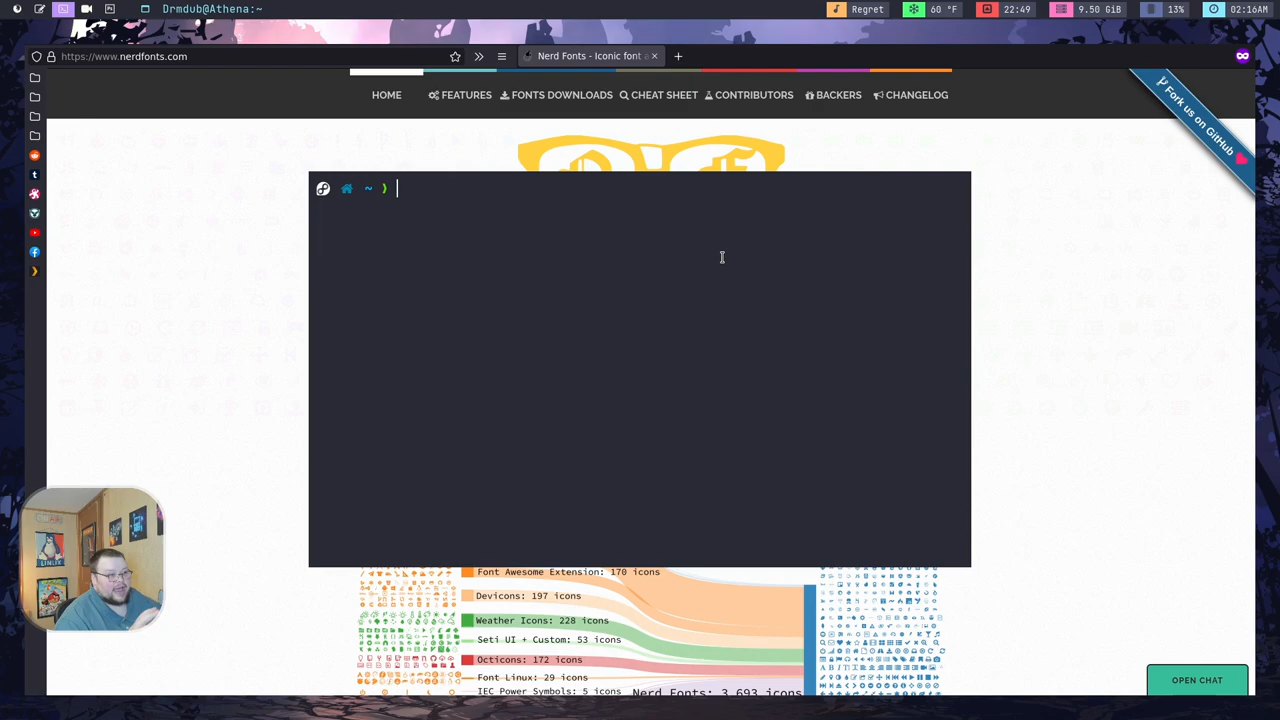 Drmdub@Athena:~
Regret
60 °F
22:49
9.50 GiB
13%
02:16AM
https://www.nerdfonts.com
Nerd Fonts - Iconic font a
HOME
FEATURES
FONTS DOWNLOADS
CHEAT SHEET
CONTRIBUTORS
BACKERS
CHANGELOG
Fork us on GitHub
~ ❯
LINUX
Font Awesome Extension: 170 icons
Devicons: 197 icons
Weather Icons: 228 icons
Seti UI + Custom: 53 icons
Octicons: 172 icons
Font Linux: 29 icons
IEC Power Symbols: 5 icons
Nerd Fonts: 3,693 icons
OPEN CHAT